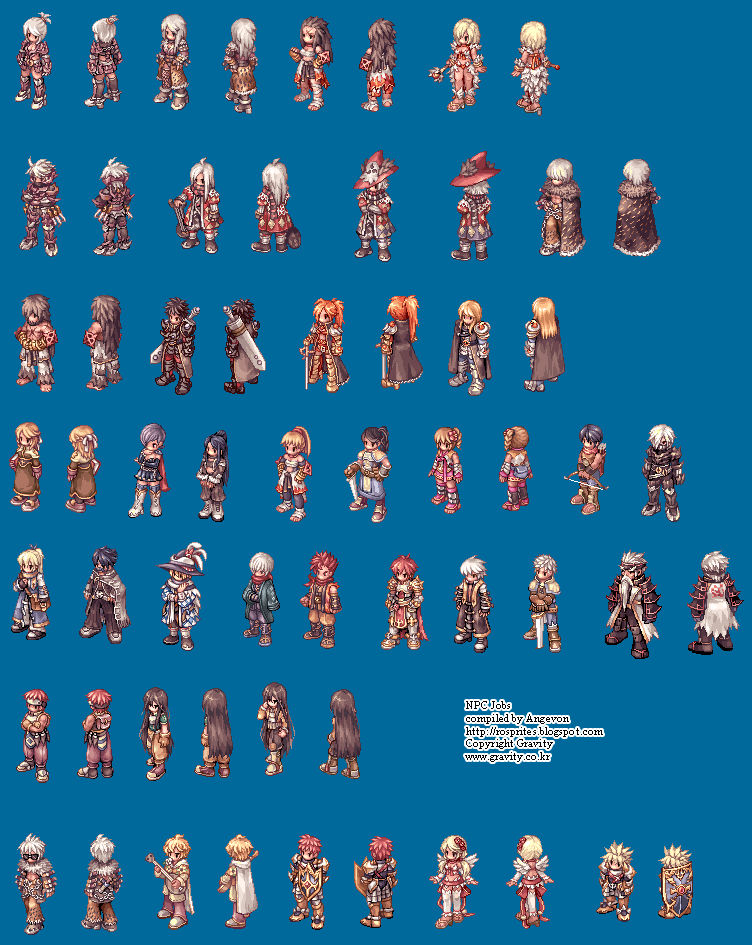 NPC Jobs
compiled by Angevon
http://rosprites.blogspot.com
Copyright Gravity
www.gravity.co.kr